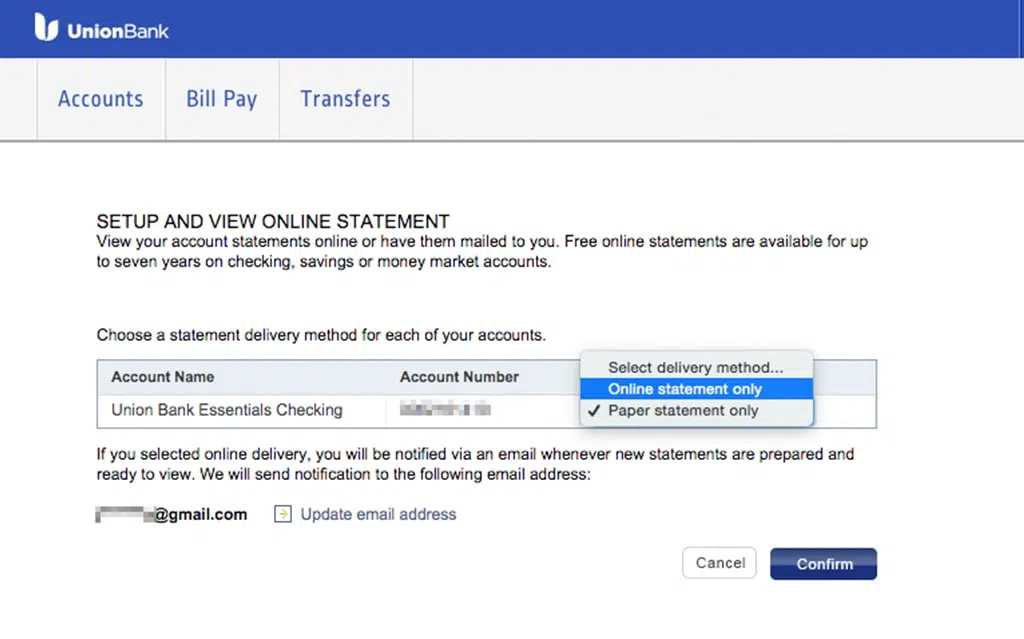 UnionBank
Accounts
Bill Pay
Transfers
SETUP AND VIEW ONLINE STATEMENT
View your account statements online or have them mailed to you. Free online statements are available for up
to seven years on checking, savings or money market accounts.
Choose a statement delivery method for each of your accounts.
Account Name
Account Number
Select delivery method...
Online statement only
✓ Paper statement only
Union Bank Essentials Checking
If you selected online delivery, you will be notified via an email whenever new statements are prepared and
ready to view. We will send notification to the following email address:
@gmail.com
Update email address
Cancel
Confirm